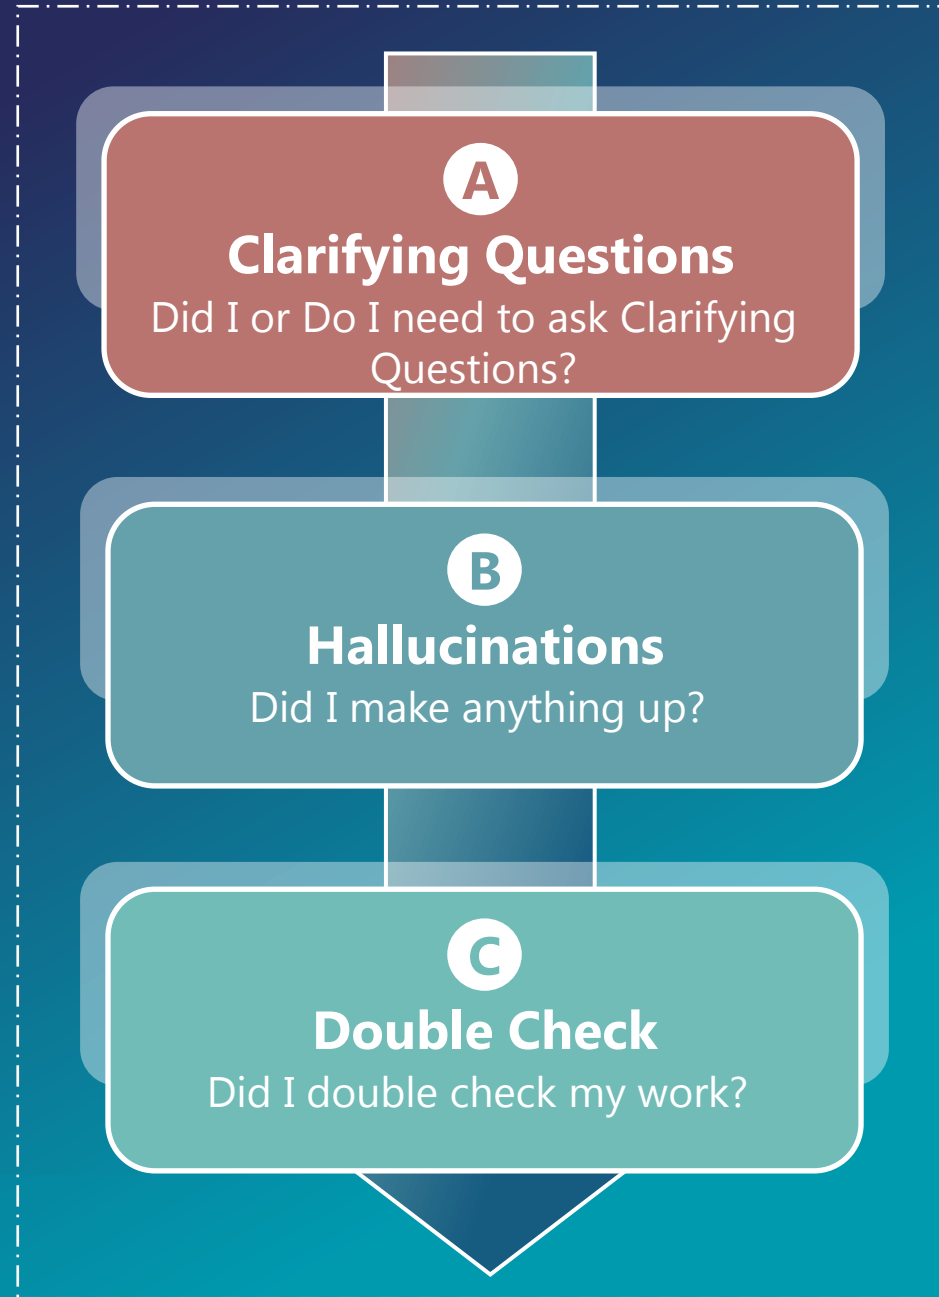 A
Clarifying Questions
Did I or Do I need to ask Clarifying
Questions?
B
Hallucinations
Did I make anything up?
C
Double Check
Did I double check my work?